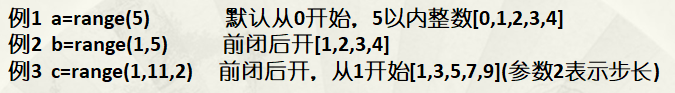 例1  a=range(5)          默认从0开始，5以内整数[0,1,2,3,4]
例2  b=range(1,5)        前闭后开[1,2,3,4]
例3  c=range(1,11,2)    前闭后开，从1开始[1,3,5,7,9](参数2表示步长)